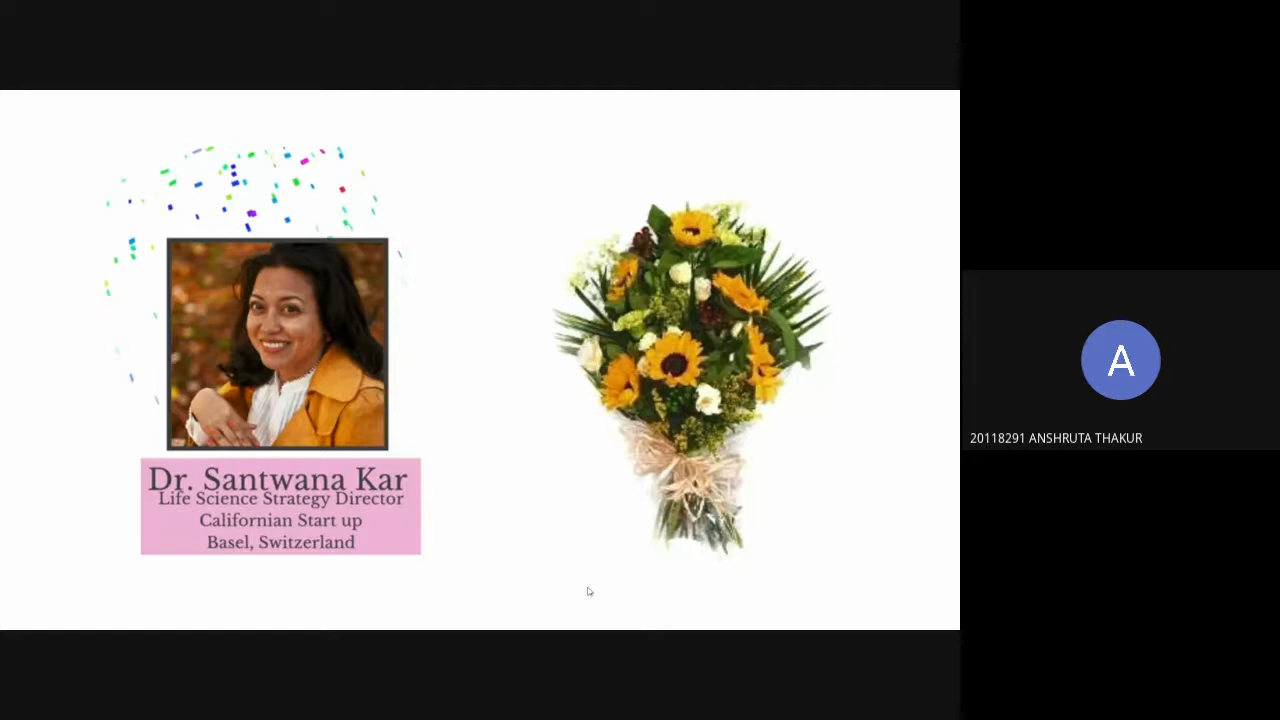 Dr. Santwana Kar
Life Science Strategy Director
Californian Start up
Basel, Switzerland
A
20118291 ANSHRUTA THAKUR